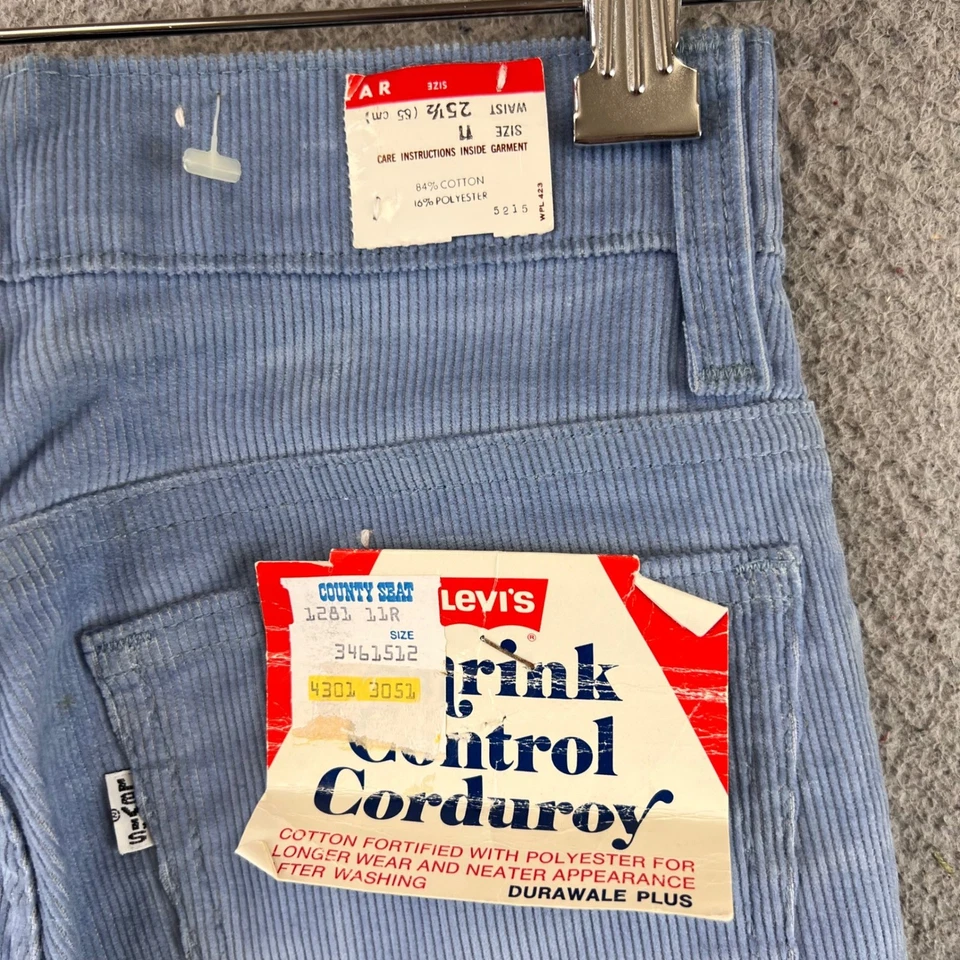 AR SIZE
WAIST 25½ (65 cm)
SIZE 11
CARE INSTRUCTIONS INSIDE GARMENT
84% COTTON
16% POLYESTER
5215
WPL 423
COUNTY SEAT
1281 11R
SIZE
3461512
4301 3051
Levi's ®
rink
Control
Corduroy
COTTON FORTIFIED WITH POLYESTER FOR
LONGER WEAR AND NEATER APPEARANCE
FTER WASHING
DURAWALE PLUS
LEVI'S ®